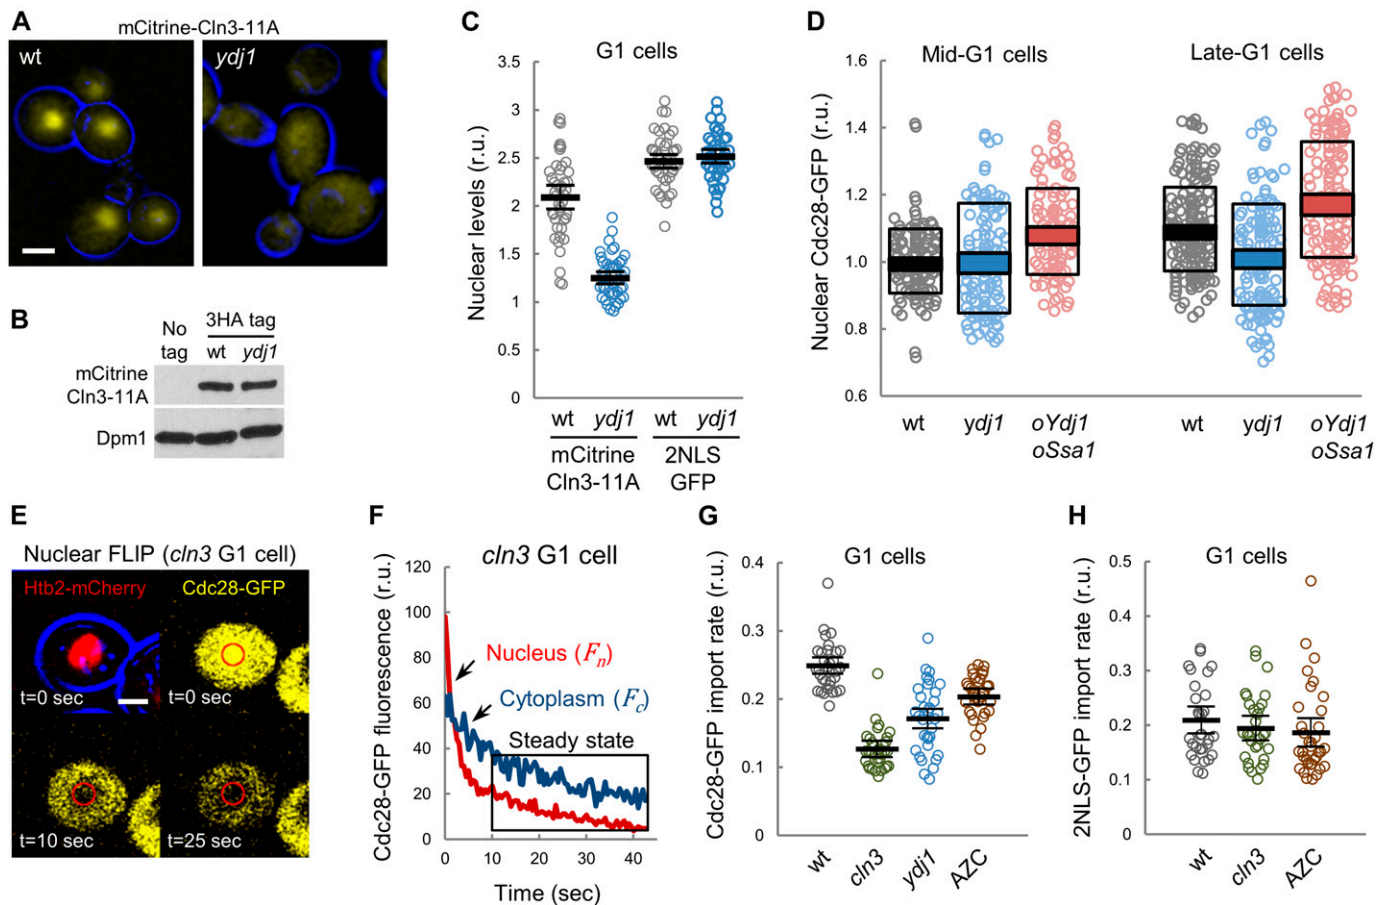 A
mCitrine-Cln3-11A
wt
ydj1
B
No
tag
3HA tag
wt
ydj1
mCitrine
Cln3-11A
Dpm1
C
G1 cells
Nuclear levels (r.u.)
3.5
3
2.5
2
1.5
1
0.5
0
wt
ydj1
wt
ydj1
mCitrine
Cln3-11A
2NLS
GFP
D
Mid-G1 cells
Late-G1 cells
Nuclear Cdc28-GFP (r.u.)
1.6
1.4
1.2
1.0
0.8
0.6
wt
ydj1
oYdj1
oSsa1
wt
ydj1
oYdj1
oSsa1
E
Nuclear FLIP (cln3 G1 cell)
Htb2-mCherry
Cdc28-GFP
t=0 sec
t=0 sec
t=10 sec
t=25 sec
F
cln3 G1 cell
Cdc28-GFP fluorescence (r.u.)
120
100
80
60
40
20
0
Nucleus (Fn)
Cytoplasm (Fc)
Steady state
0
10
20
30
40
Time (sec)
G
G1 cells
Cdc28-GFP import rate (r.u.)
0.4
0.3
0.2
0.1
0
wt
cln3
ydj1
AZC
H
G1 cells
2NLS-GFP import rate (r.u.)
0.5
0.4
0.3
0.2
0.1
0
wt
cln3
AZC